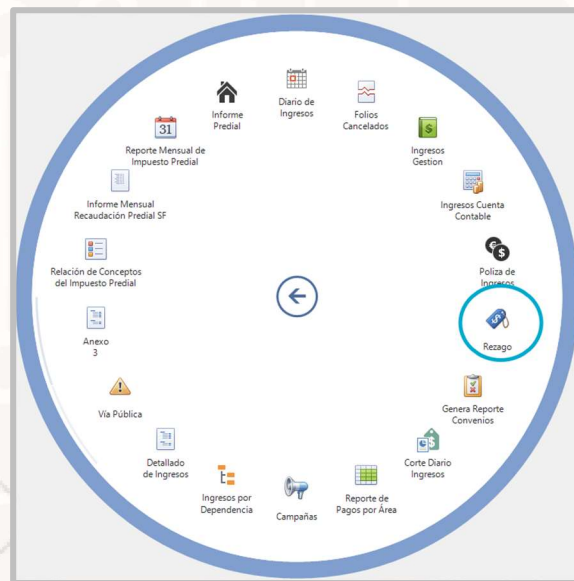 Diario de
Ingresos
Folios
Cancelados
$
Ingresos
Gestion
Ingresos Cuenta
Contable
€
$
Poliza de
Ingresos
Rezago
Genera Reporte
Convenios
$
Corte Diario
Ingresos
Reporte de
Pagos por Área
Campañas
Ingresos por
Dependencia
Detallado
de Ingresos
Vía Pública
Anexo
3
Relación de Conceptos
del Impuesto Predial
Informe Mensual
Recaudación Predial SF
31
Reporte Mensual de
Impuesto Predial
Informe
Predial